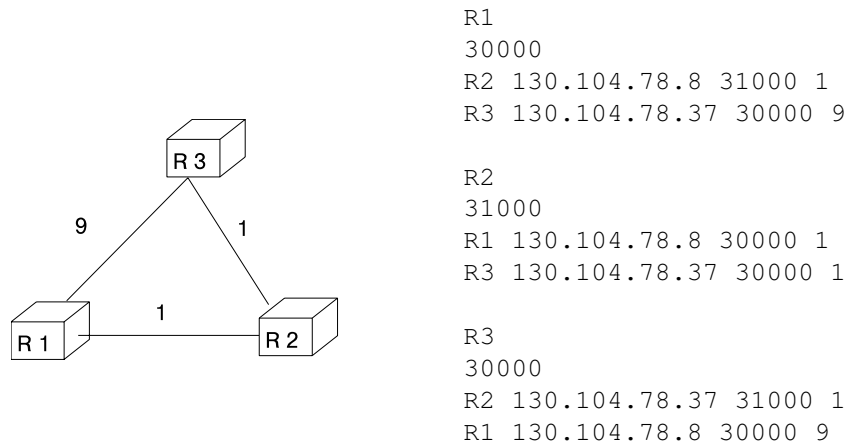 R 3
9
1
1
R 1
R 2
R1
30000
R2 130.104.78.8 31000 1
R3 130.104.78.37 30000 9
R2
31000
R1 130.104.78.8 30000 1
R3 130.104.78.37 30000 1
R3
30000
R2 130.104.78.37 31000 1
R1 130.104.78.8 30000 9